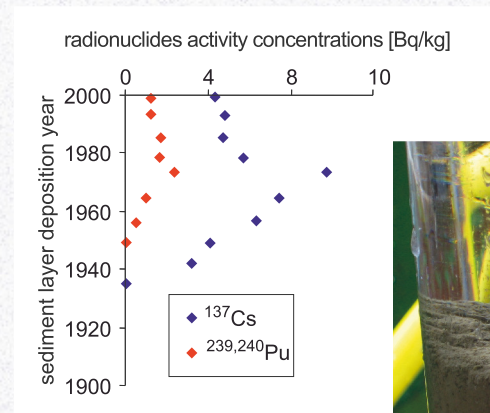 radionuclides activity concentrations [Bq/kg]
0 4 8 10
sediment layer deposition year
2000
1980
1960
1940
1920
1900
¹³⁷Cs
²³⁹,²⁴⁰Pu